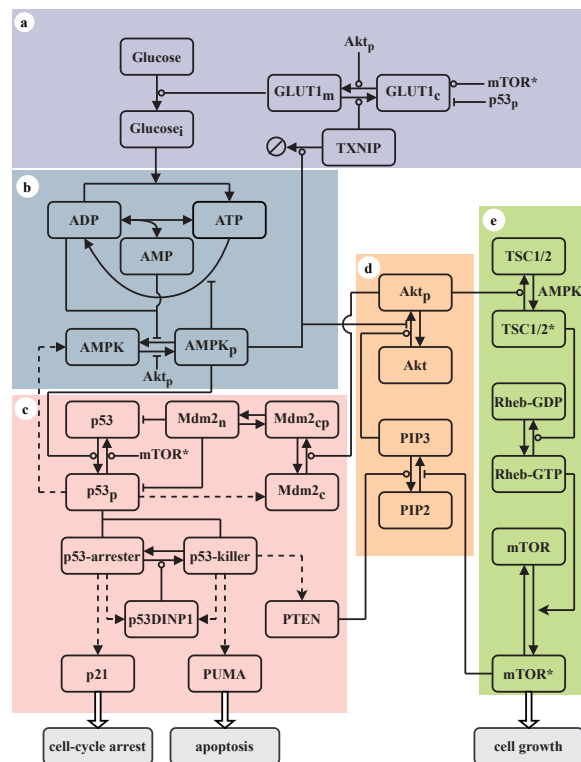 a
Akt_p
Glucose
GLUT1_m
GLUT1_c
mTOR*
p53_p
Glucose_i
TXNIP
b
ADP
ATP
AMP
AMPK
AMPK_p
Akt_p
c
p53
Mdm2_n
Mdm2_cp
mTOR*
p53_p
Mdm2_c
p53-arrester
p53-killer
p53DINP1
PTEN
p21
PUMA
cell-cycle arrest
apoptosis
d
Akt_p
Akt
PIP3
PIP2
e
TSC1/2
AMPK
TSC1/2*
Rheb-GDP
Rheb-GTP
mTOR
mTOR*
cell growth